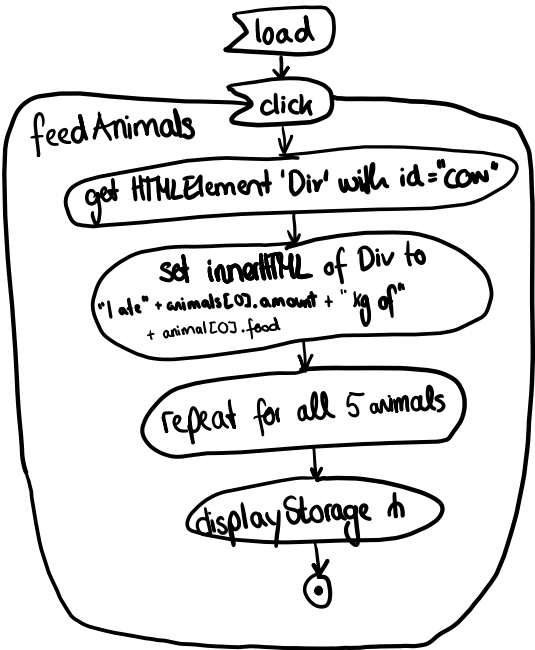 load
click
feedAnimals
get HTMLElement 'Div' with id="cow"
set innerHTML of Div to
"I ate" + animals[0].amount + "kg of"
+ animal[0].food
repeat for all 5 animals
displayStorage